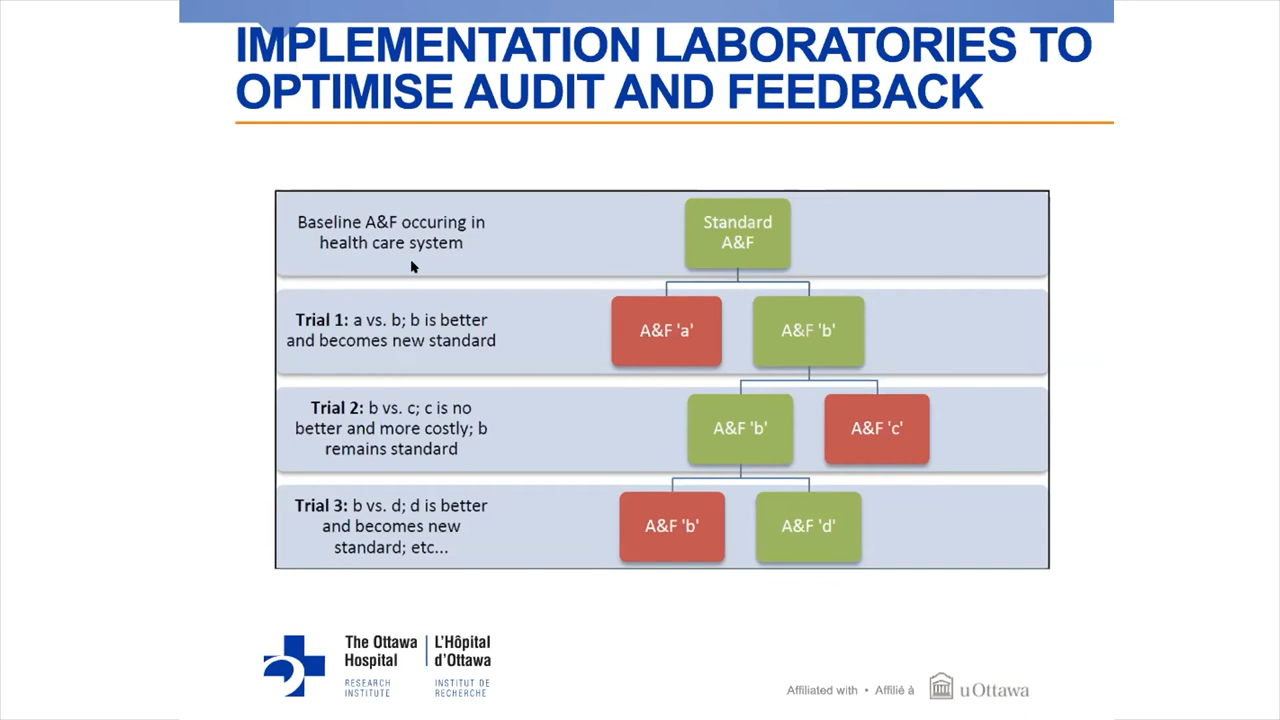 IMPLEMENTATION LABORATORIES TO
OPTIMISE AUDIT AND FEEDBACK
Baseline A&F occuring in
health care system
Standard
A&F
Trial 1: a vs. b; b is better
and becomes new standard
A&F 'a'
A&F 'b'
Trial 2: b vs. c; c is no
better and more costly; b
remains standard
A&F 'b'
A&F 'c'
Trial 3: b vs. d; d is better
and becomes new
standard; etc...
A&F 'b'
A&F 'd'
The Ottawa
Hospital
RESEARCH
INSTITUTE
L'Hôpital
d'Ottawa
INSTITUT DE
RECHERCHE
Affiliated with • Affilié à
uOttawa